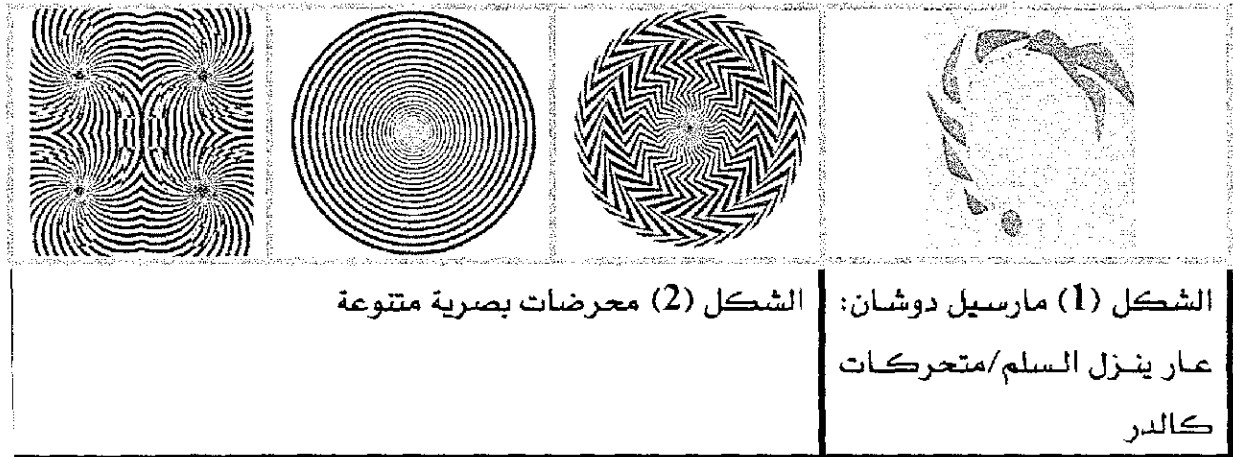 الشكل (1) مارسيل دوشان:
عار ينزل السلم/متحركات
كالدر
الشكل (2) محرضات بصرية متنوعة